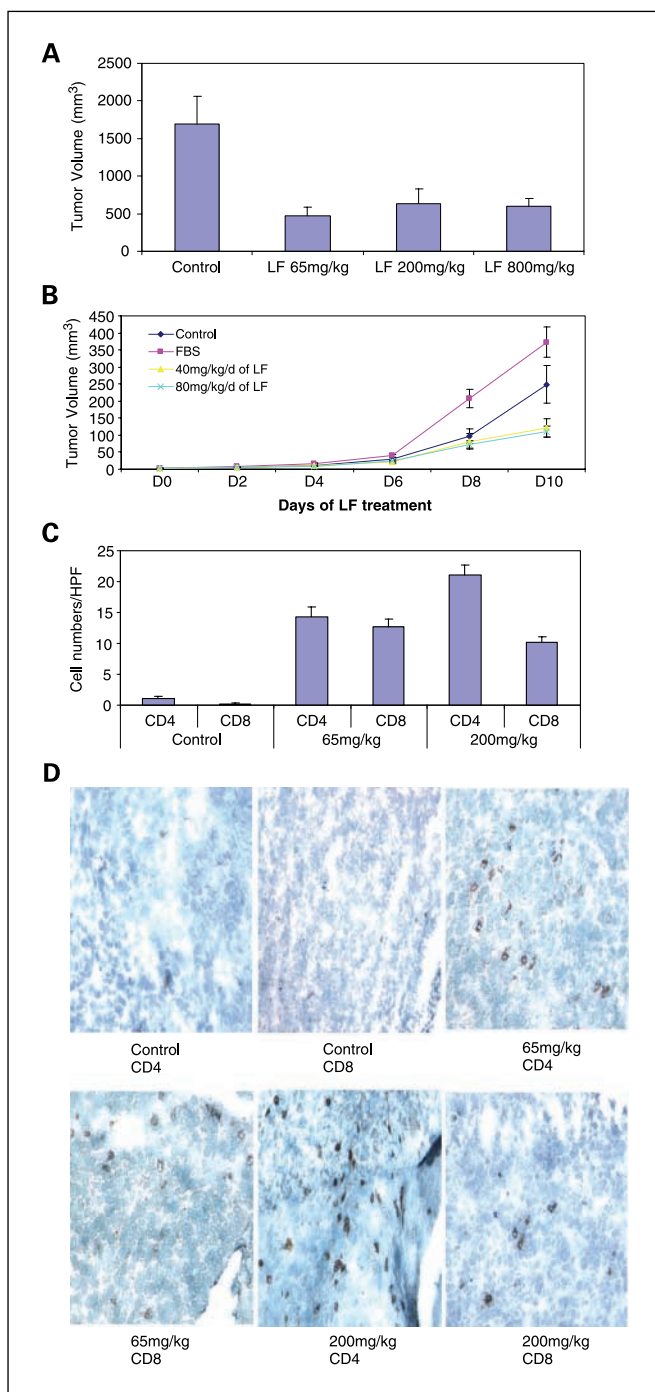 A
Tumor Volume (mm³)
2500
2000
1500
1000
500
0
Control
LF 65mg/kg
LF 200mg/kg
LF 800mg/kg
B
Tumor Volume (mm³)
450
400
350
300
250
200
150
100
50
0
Control
FBS
40mg/kg/d of LF
80mg/kg/d of LF
D0
D2
D4
D6
D8
D10
Days of LF treatment
C
Cell numbers/HPF
25
20
15
10
5
0
CD4
CD8
CD4
CD8
CD4
CD8
Control
65mg/kg
200mg/kg
D
Control
CD4
Control
CD8
65mg/kg
CD4
65mg/kg
CD8
200mg/kg
CD4
200mg/kg
CD8